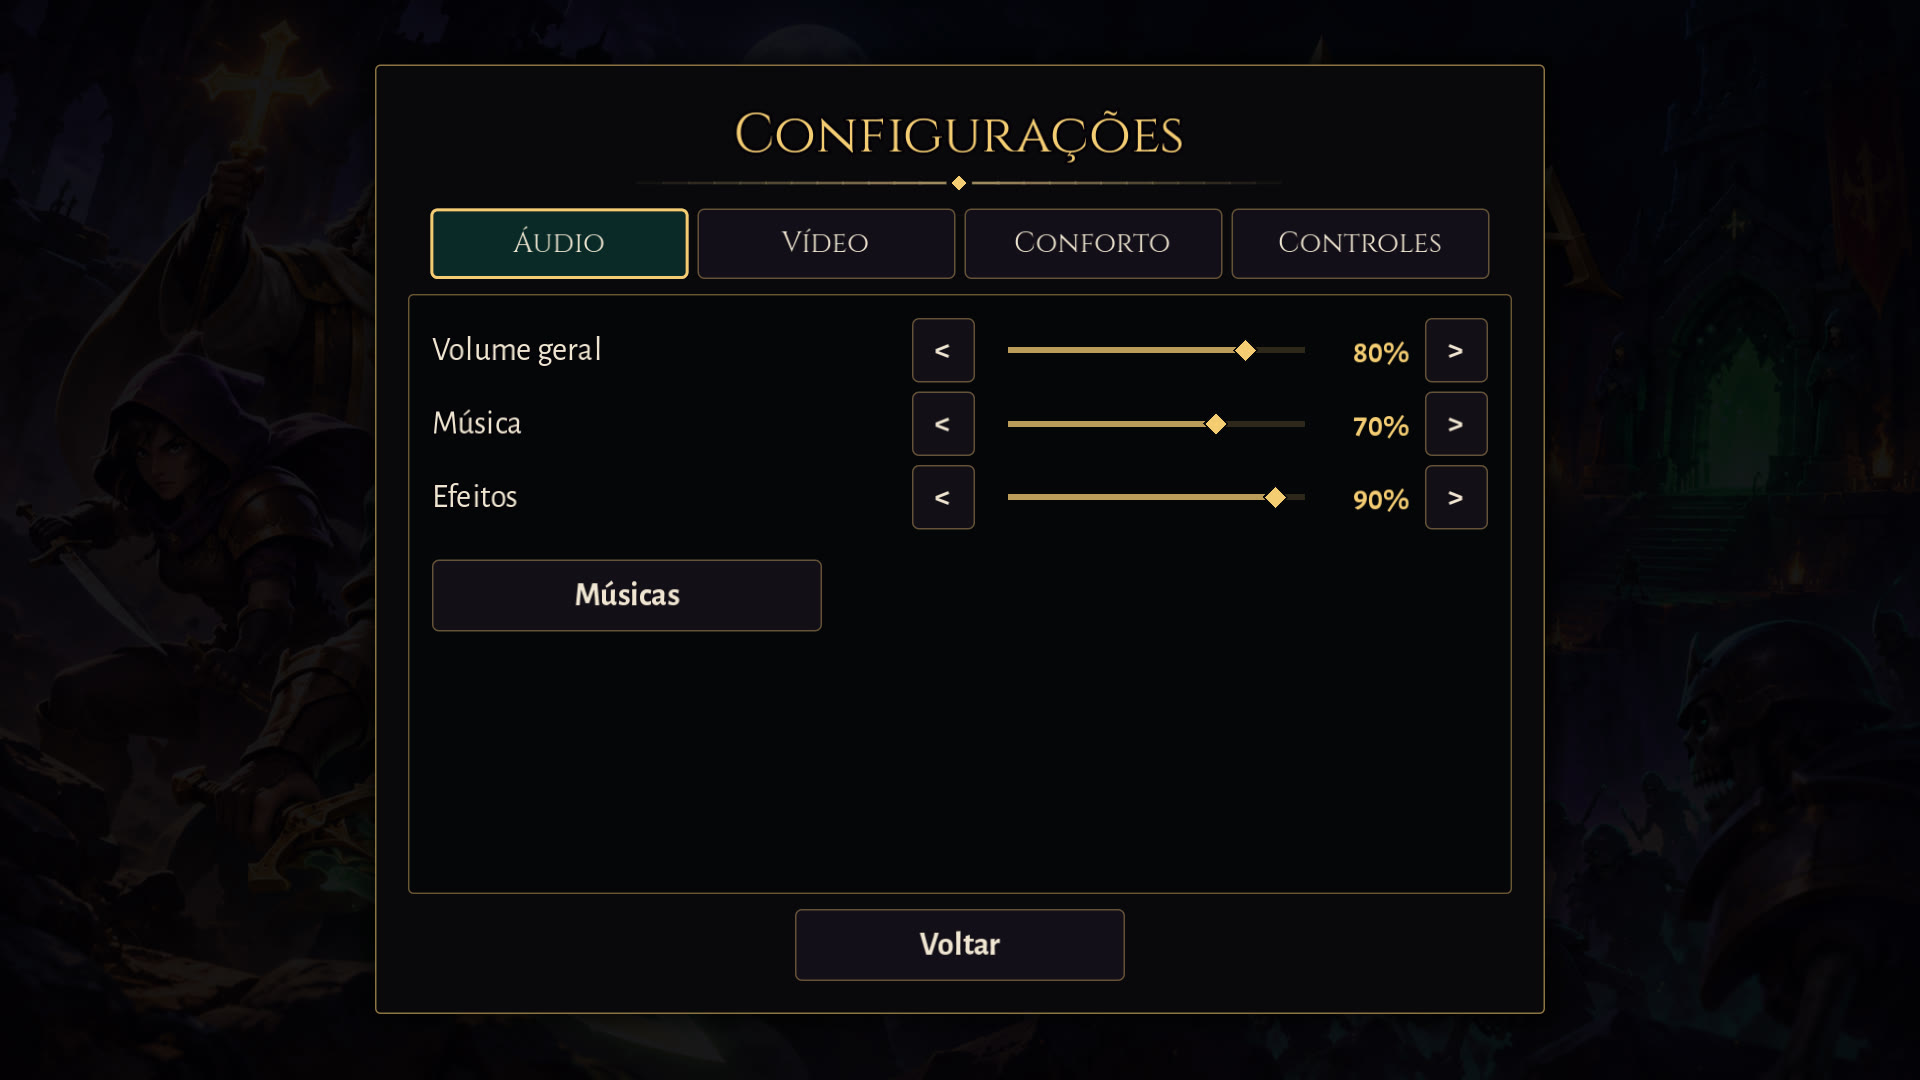 Configurações
Áudio
Vídeo
Conforto
Controles
Volume geral < 80% >
Música < 70% >
Efeitos < 90% >
Músicas
Voltar